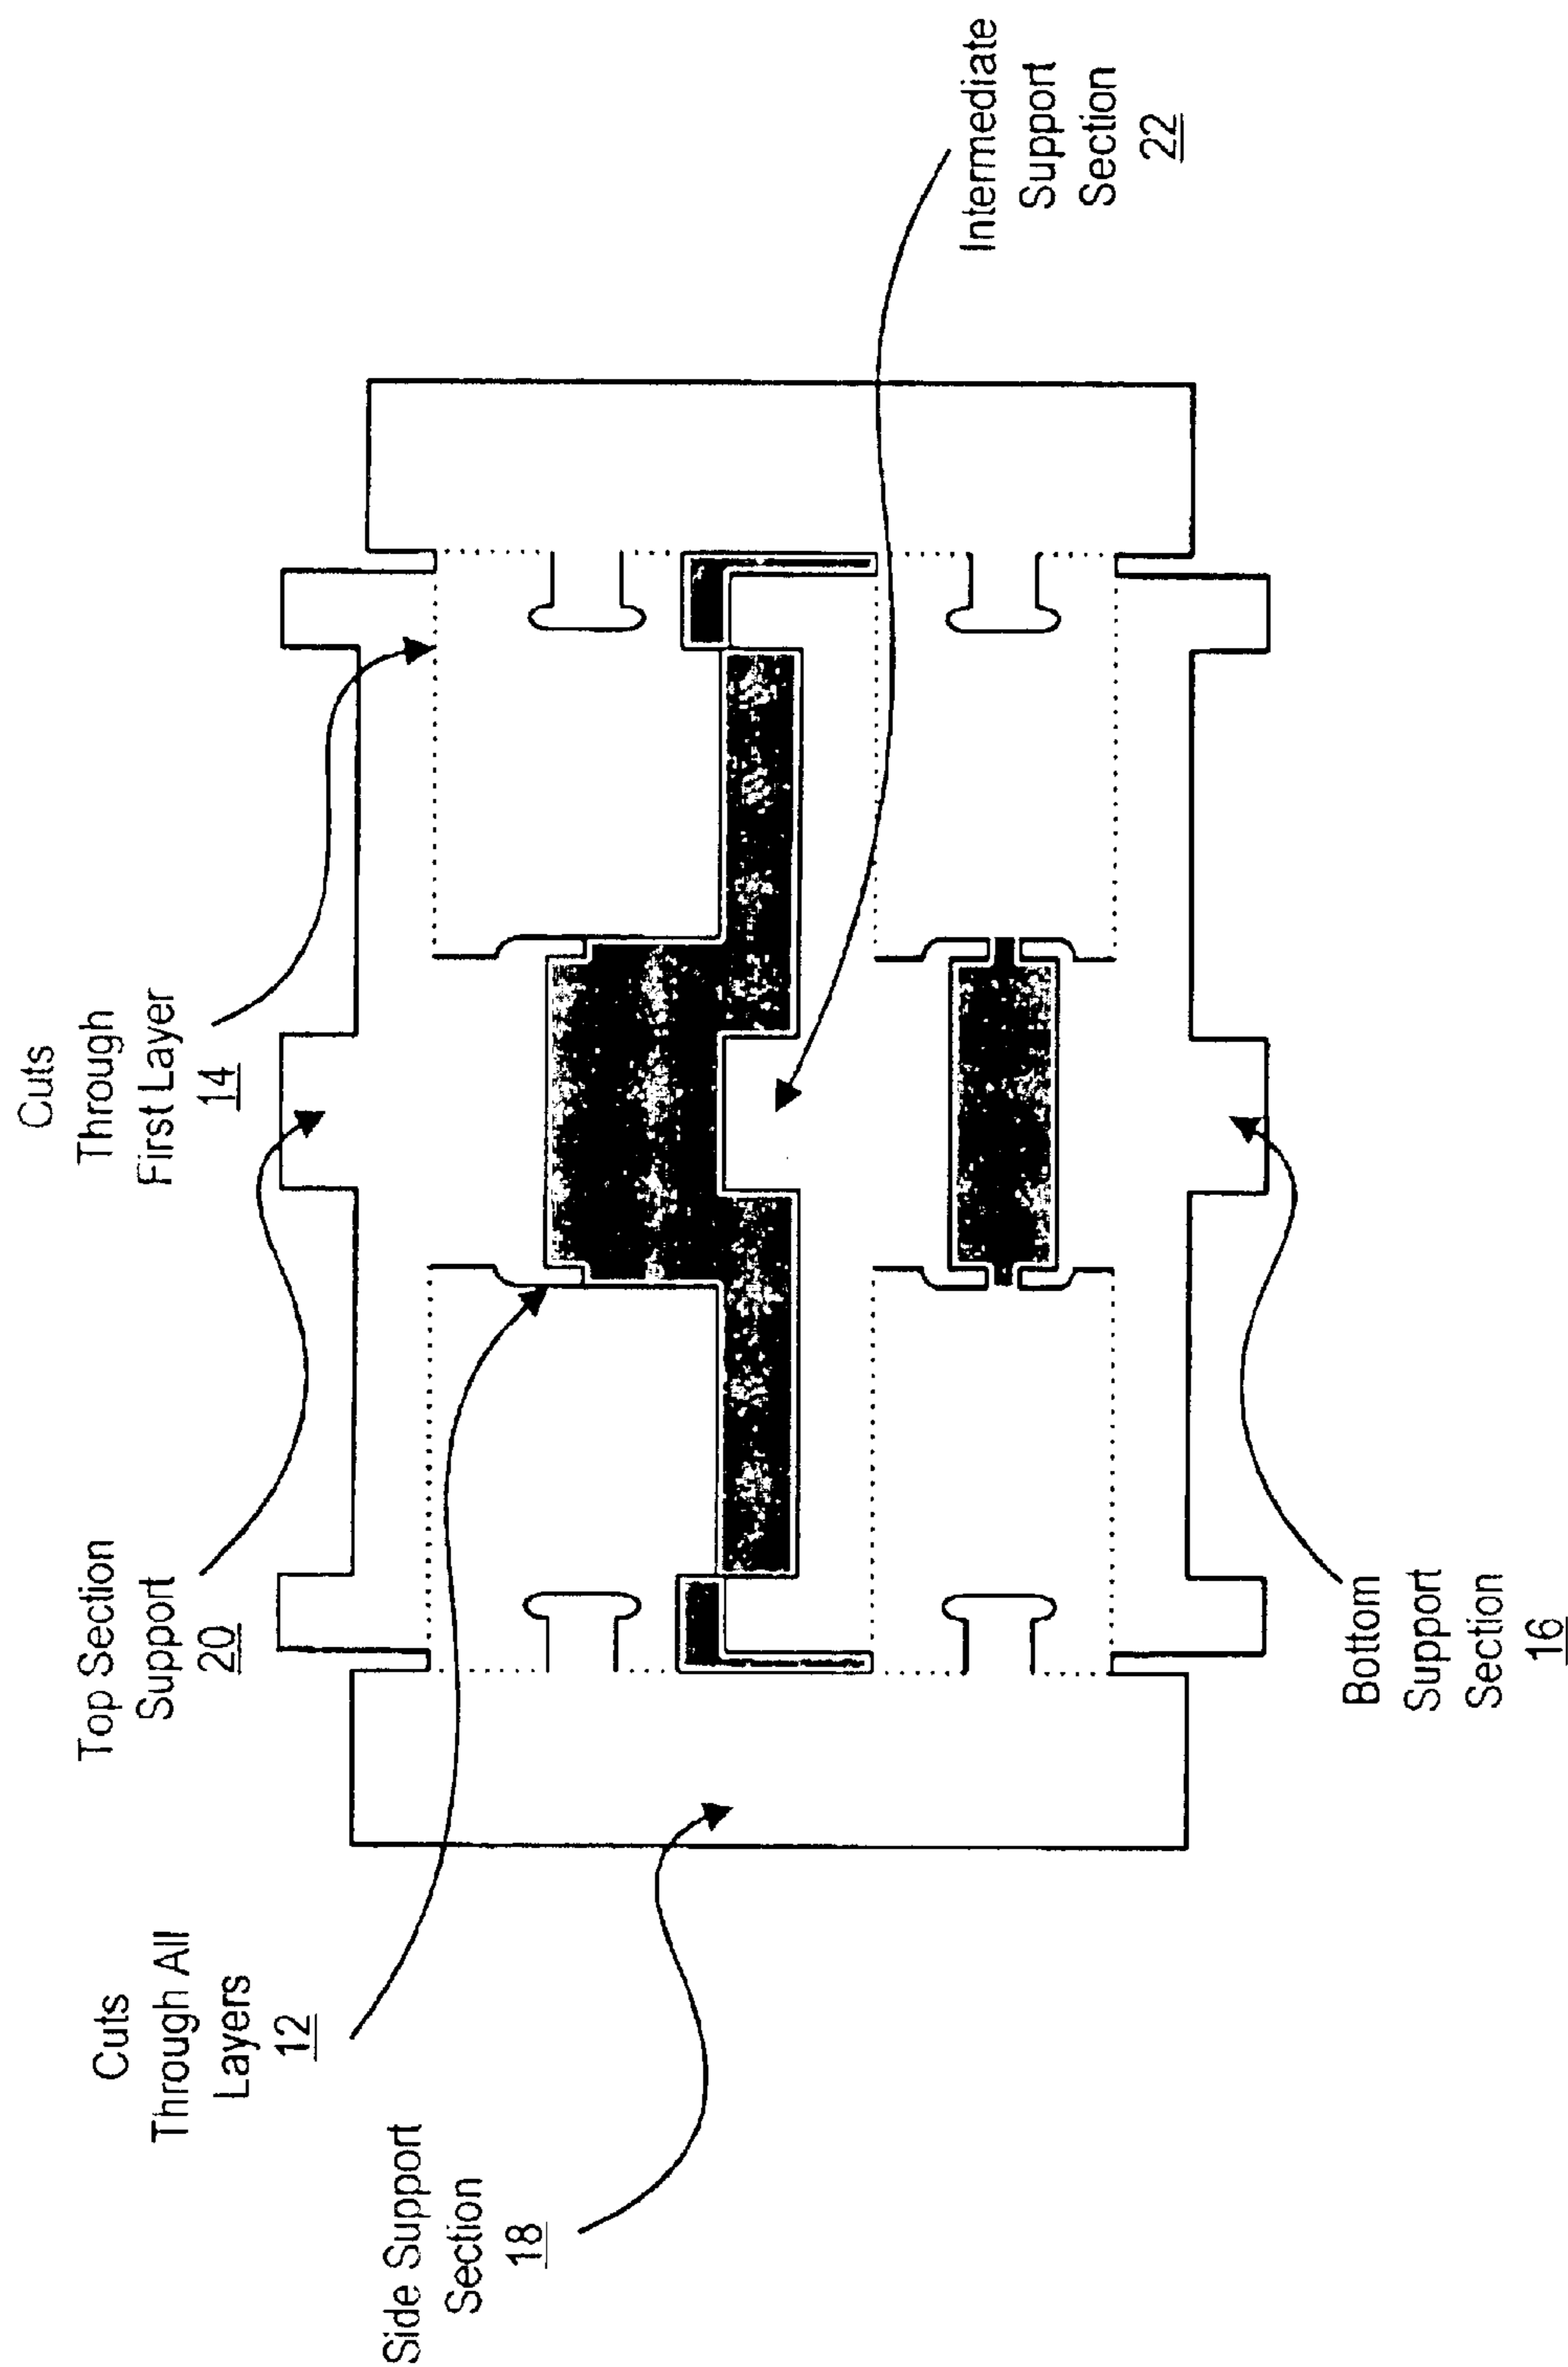 Cuts
Through All
Layers
12
Side Support
Section
18
Top Section
Support
20
Cuts
Through
First Layer
14
Intermediate
Support
Section
22
Bottom
Support
Section
16